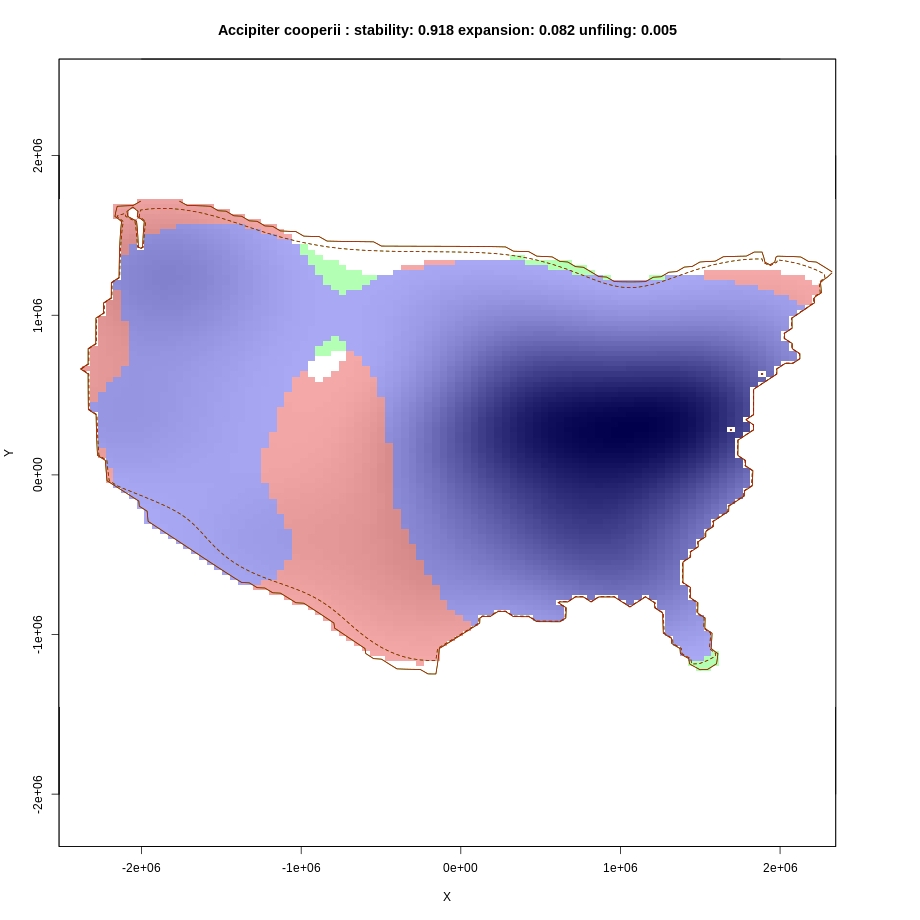 Accipiter cooperii : stability: 0.918 expansion: 0.082 unfiling: 0.005
2e+06
1e+06
0e+00
-1e+06
-2e+06
Y
-2e+06 -1e+06 0e+00 1e+06 2e+06
X